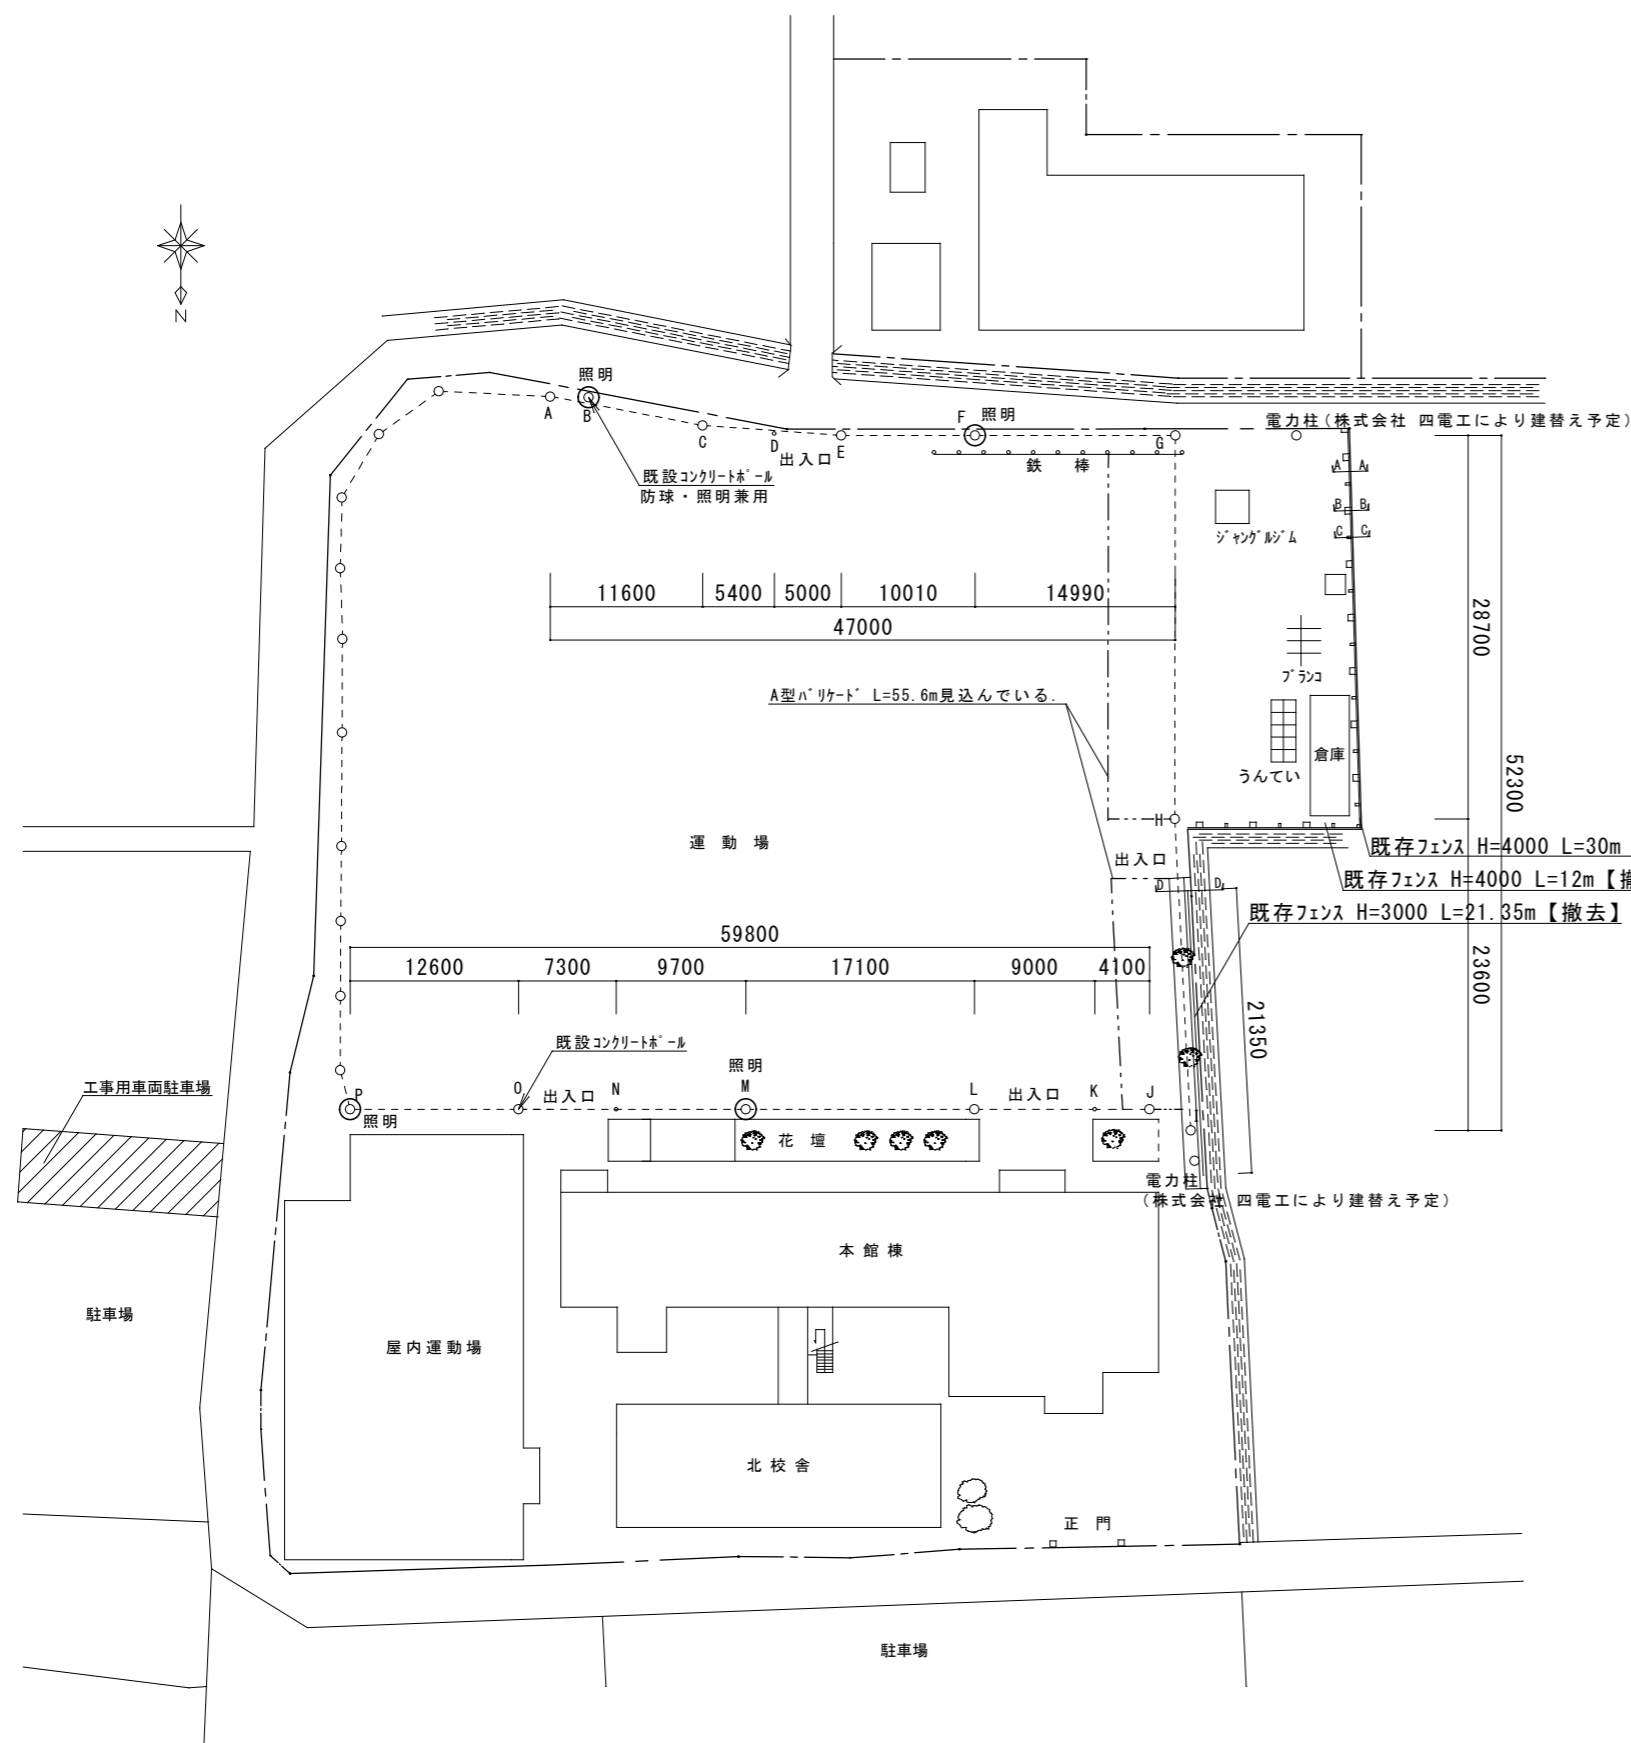 N
照明
A
B
C
D
出入口
E
F 照明
G
電力柱(株式会社 四電工により建替え予定)
鉄 棒
既設コンクリートポール
防球・照明兼用
A A
B B
C C
ジャングルジム
11600
5400
5000
10010
14990
47000
28700
52300
ブランコ
A型バリケード L=55.6m見込んでいる.
倉庫
うんてい
H
運動場
出入口
既存フェンス H=4000 L=30m
D D
既存フェンス H=4000 L=12m【
既存フェンス H=3000 L=21.35m【撤去】
59800
12600
7300
9700
17100
9000
4100
23600
21350
既設コンクリートポール
照明
工事用車両駐車場
P
O
出入口
N
M
L
出入口
K
J
照明
花壇
電力柱
(株式会社 四電工により建替え予定)
本館棟
駐車場
屋内運動場
北校舎
正門
駐車場